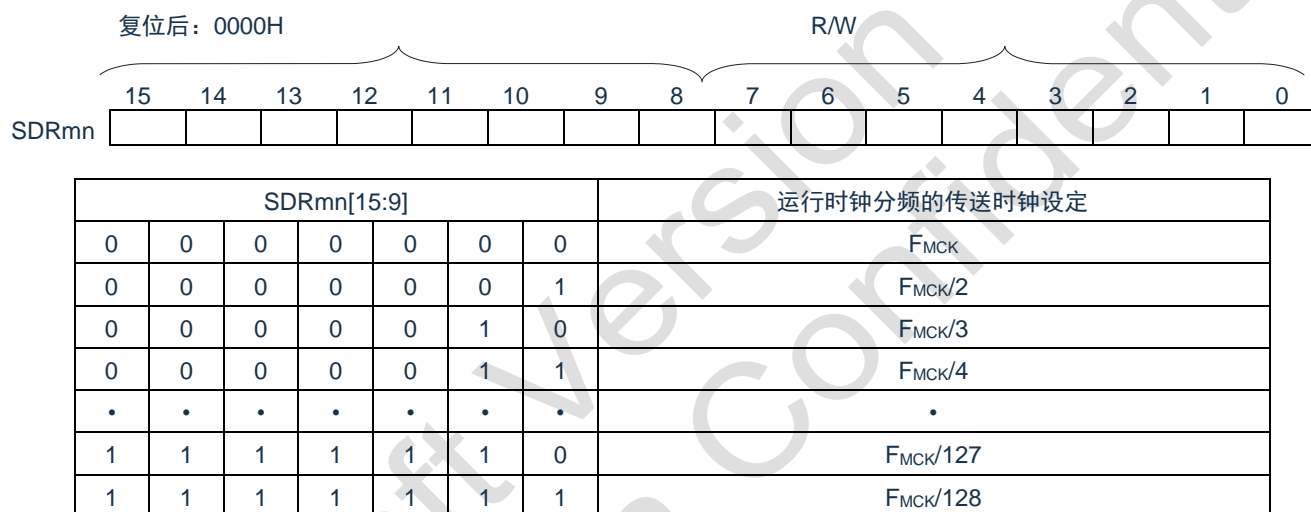 复位后：0000H R/W
15 14 13 12 11 10 9 8 7 6 5 4 3 2 1 0
SDRmn
SDRmn[15:9] 运行时钟分频的传送时钟设定
0 0 0 0 0 0 0 FMCK
0 0 0 0 0 0 1 FMCK/2
0 0 0 0 0 1 0 FMCK/3
0 0 0 0 0 1 1 FMCK/4
• • • • • • • •
1 1 1 1 1 1 0 FMCK/127
1 1 1 1 1 1 1 FMCK/128
ft Version
Confident